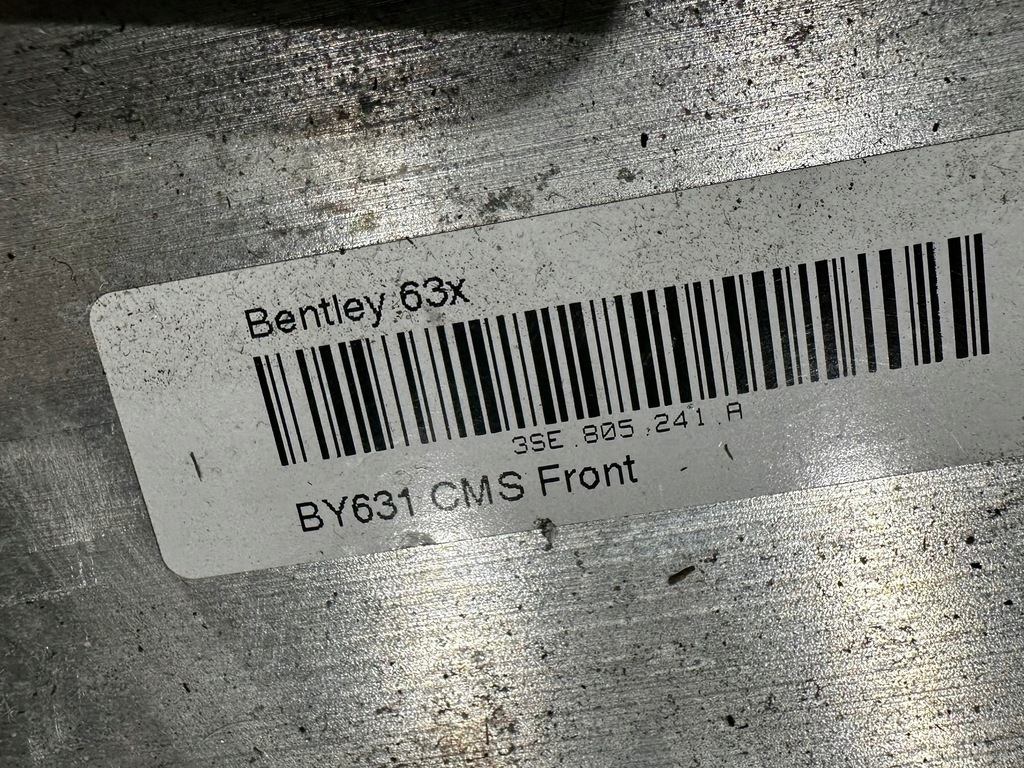 Bentley 63x
3SE.805.241.A
BY631 CMS Front